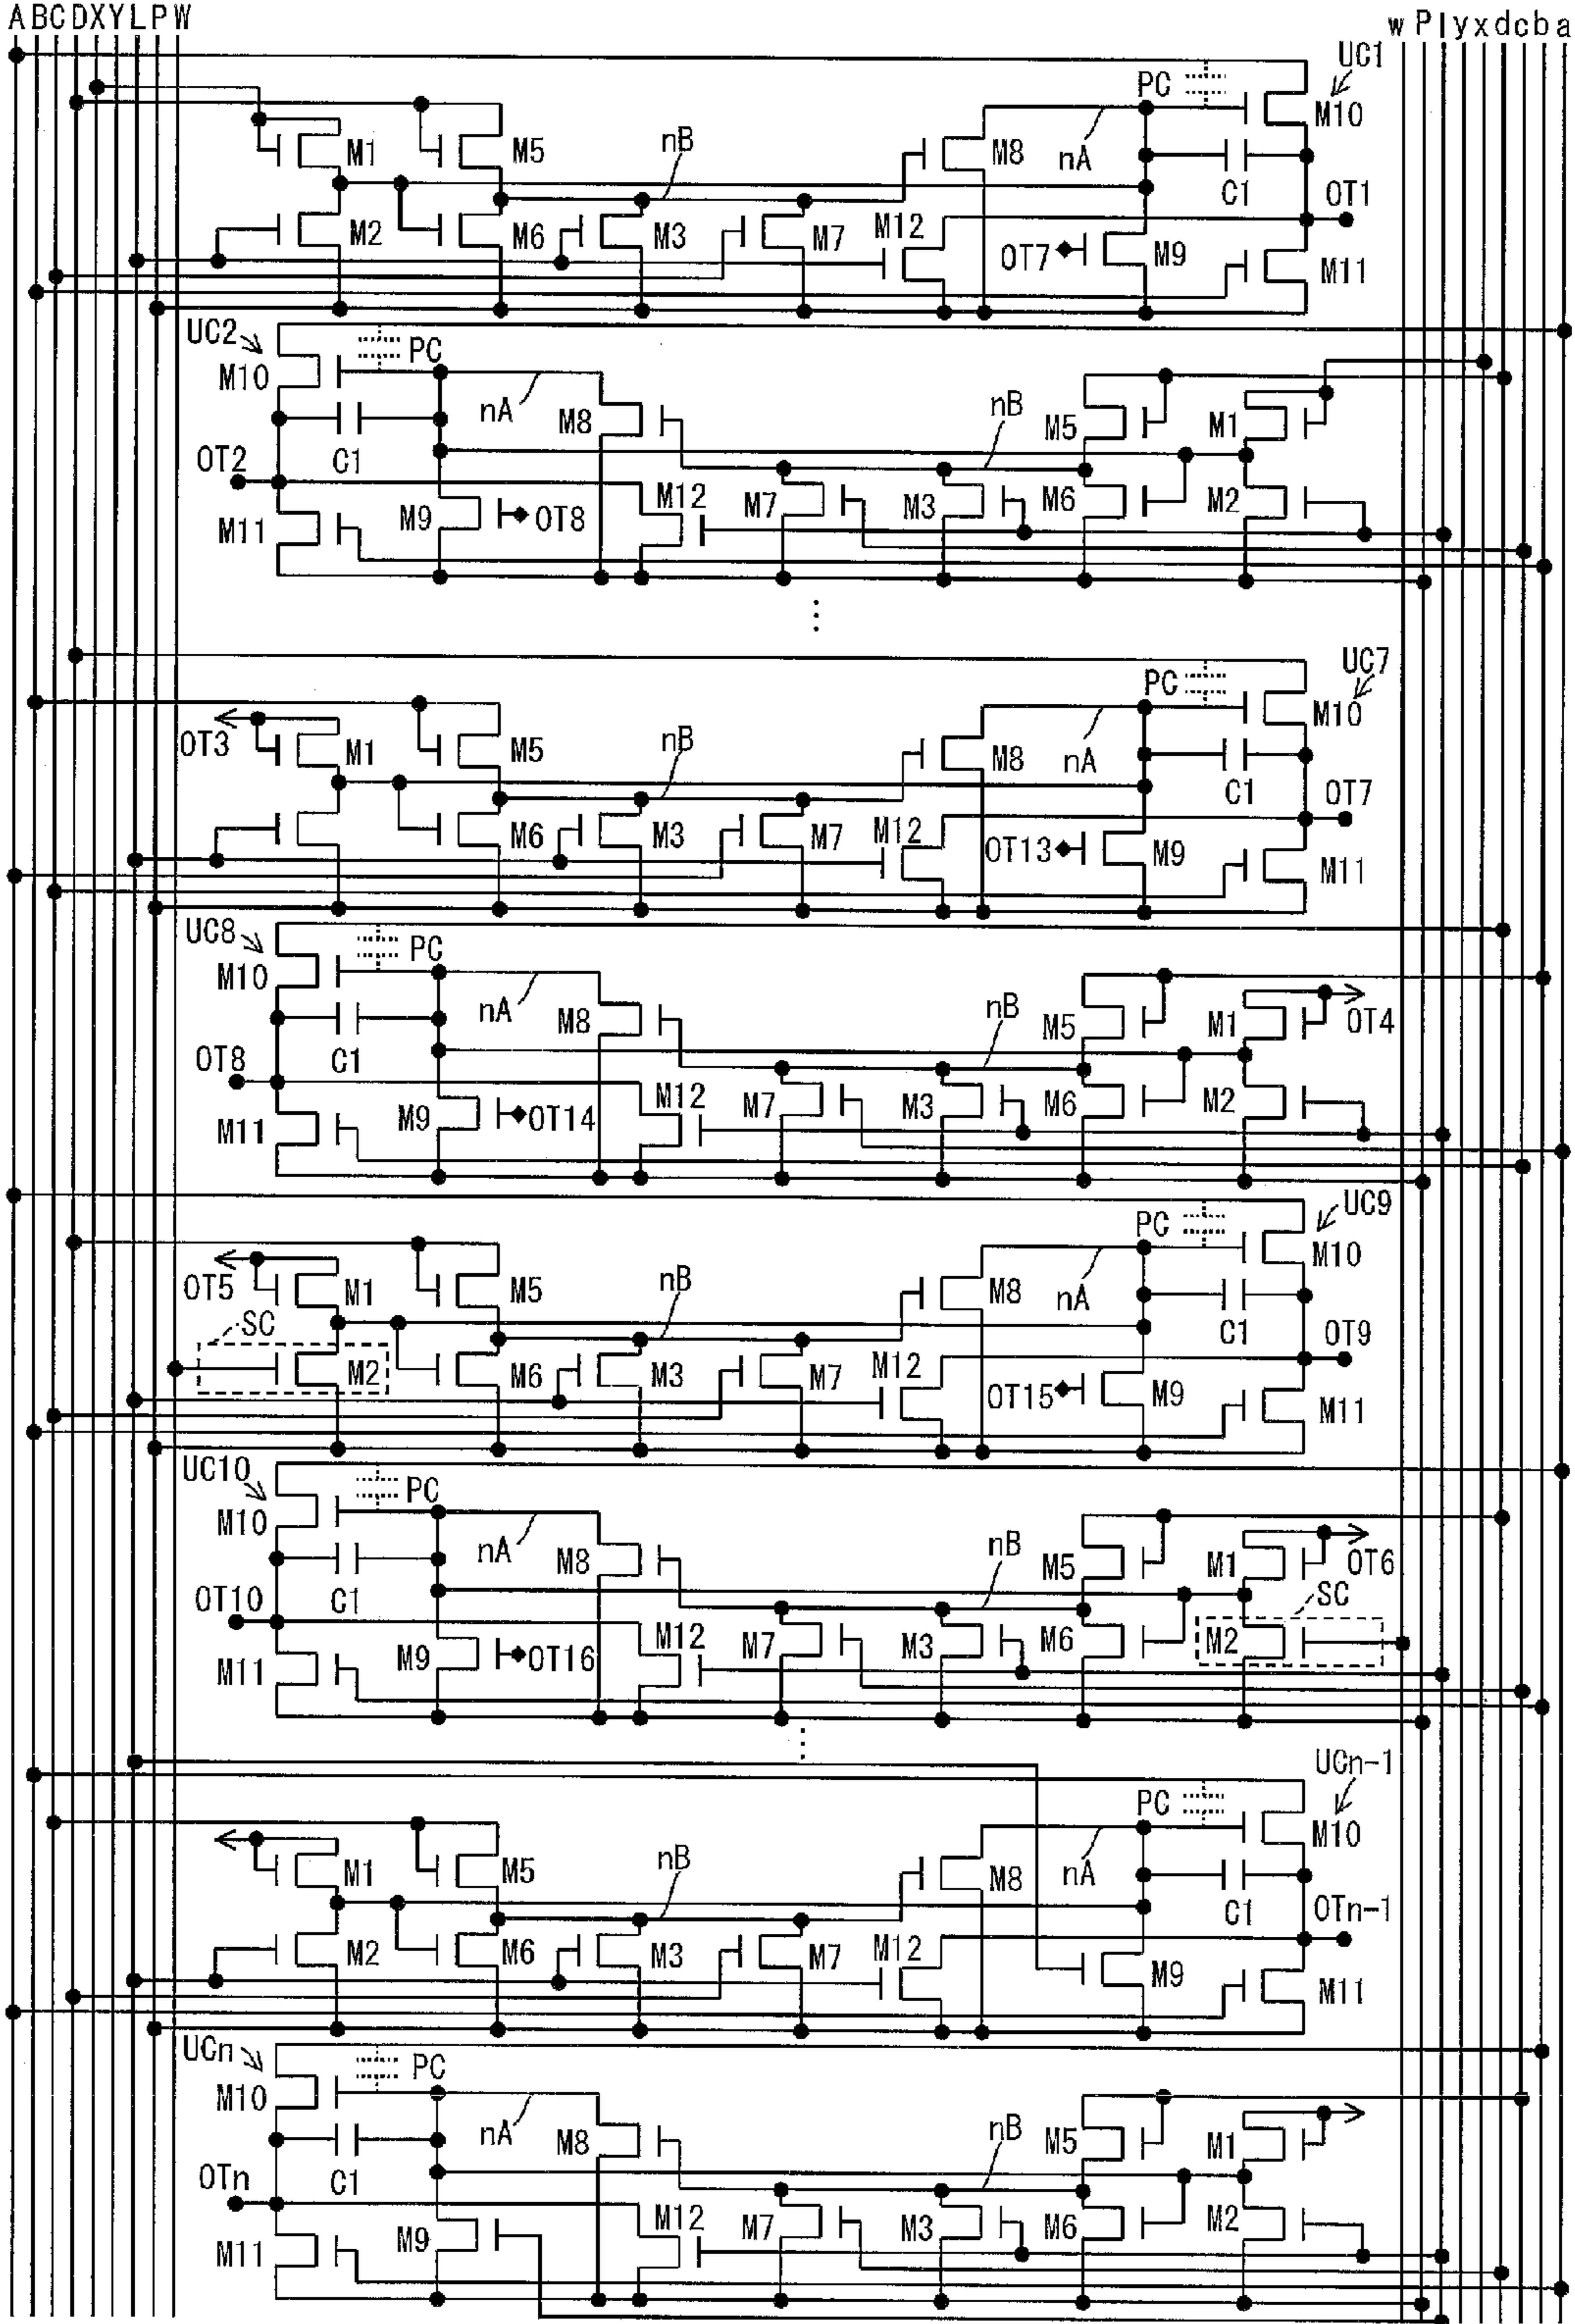 A B C D X Y L P W
w P l y x d c b a
UC1
PC
M10
M1
M5
nB
M8
nA
C1
OT1
M2
M6
M3
M7
M12
OT7
M9
M11
UC2
PC
M10
nA
M8
nB
M5
M1
OT2
C1
M11
M9
OT8
M12
M7
M3
M6
M2
UC7
PC
M10
OT3
M1
M5
nB
M8
nA
C1
OT7
M6
M3
M7
M12
OT13
M9
M11
UC8
PC
M10
nA
M8
nB
M5
M1
OT4
OT8
C1
M11
M9
OT14
M12
M7
M3
M6
M2
UC9
PC
M10
OT5
M1
M5
nB
M8
nA
C1
OT9
SC
M2
M6
M3
M7
M12
OT15
M9
M11
UC10
PC
M10
nA
M8
nB
M5
M1
OT6
OT10
C1
SC
M11
M9
OT16
M12
M7
M3
M6
M2
UCn-1
PC
M10
M1
M5
nB
M8
nA
C1
OTn-1
M2
M6
M3
M7
M12
M9
M11
UCn
PC
M10
nA
M8
nB
M5
M1
OTn
C1
M11
M9
M12
M7
M3
M6
M2